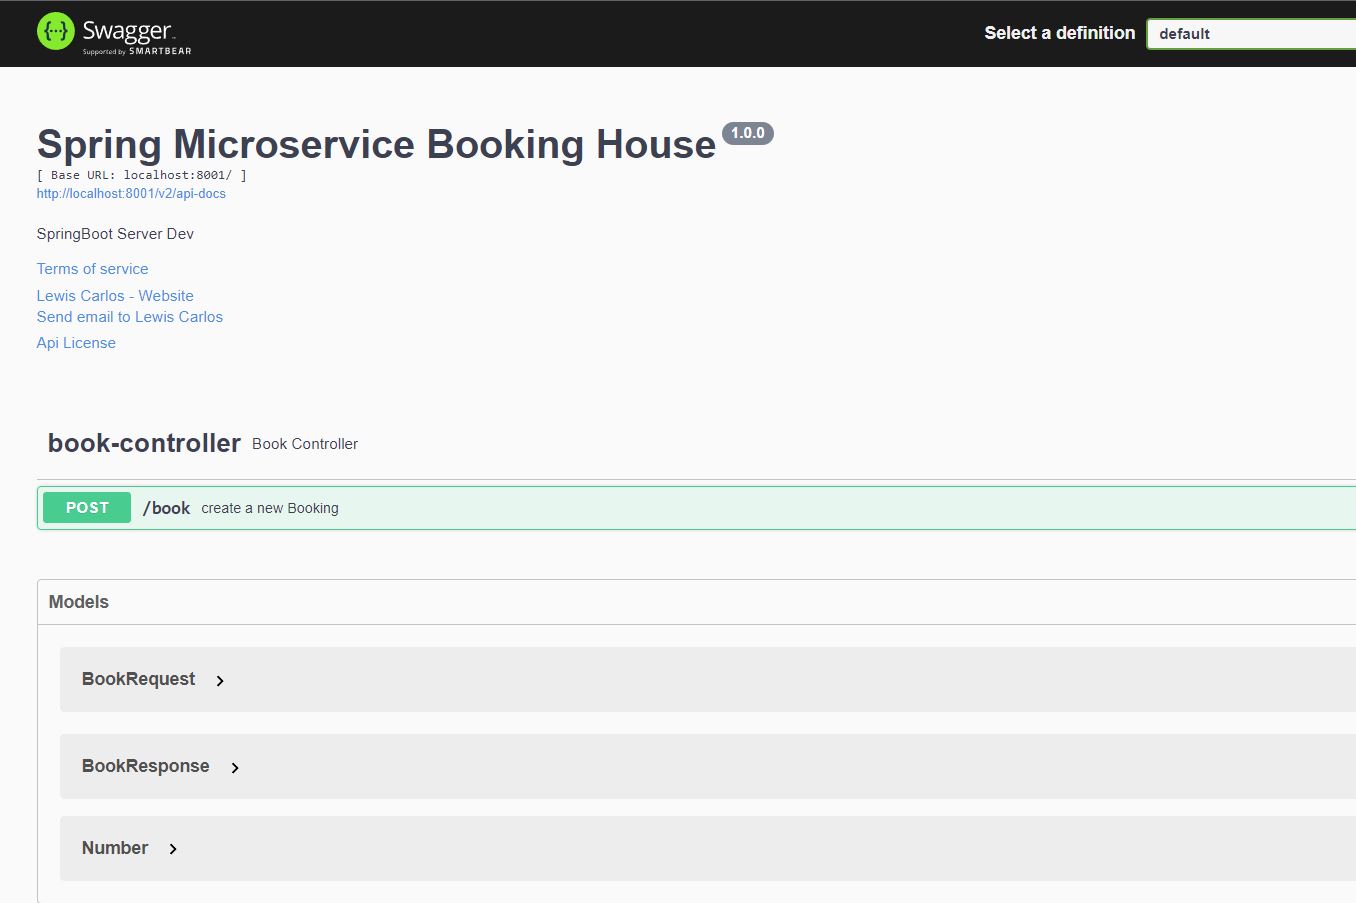 Swagger™
Supported by SMARTBEAR
Select a definition
default
Spring Microservice Booking House 1.0.0
[ Base URL: localhost:8001/ ]
http://localhost:8001/v2/api-docs
SpringBoot Server Dev
Terms of service
Lewis Carlos - Website
Send email to Lewis Carlos
Api License
book-controller Book Controller
POST /book create a new Booking
Models
BookRequest
BookResponse
Number